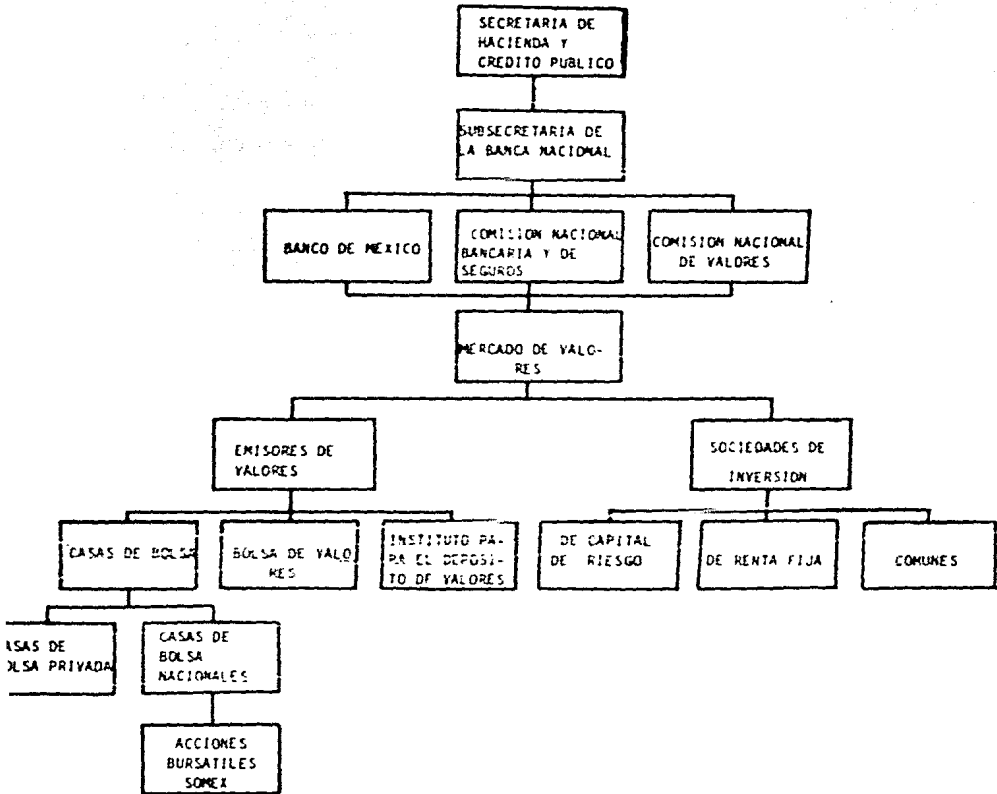 SECRETARIA DE
HACIENDA Y
CREDITO PUBLICO
SUBSECRETARIA DE
LA BANCA NACIONAL
BANCO DE MEXICO
COMISION NACIONAL
BANCARIA Y DE
SEGUROS
COMISION NACIONAL
DE VALORES
MERCADO DE VALO-
RES
EMISORES DE
VALORES
SOCIEDADES DE
INVERSION
CASAS DE BOLSA
BOLSA DE VALO
RES
INSTITUTO PA-
RA EL DEPOSI-
TO DE VALORES
DE CAPITAL
DE RIESGO
DE RENTA FIJA
COMUNES
ASAS DE
OLSA PRIVADA
CASAS DE
BOLSA
NACIONALES
ACCIONES
BURSATILES
SOMEX